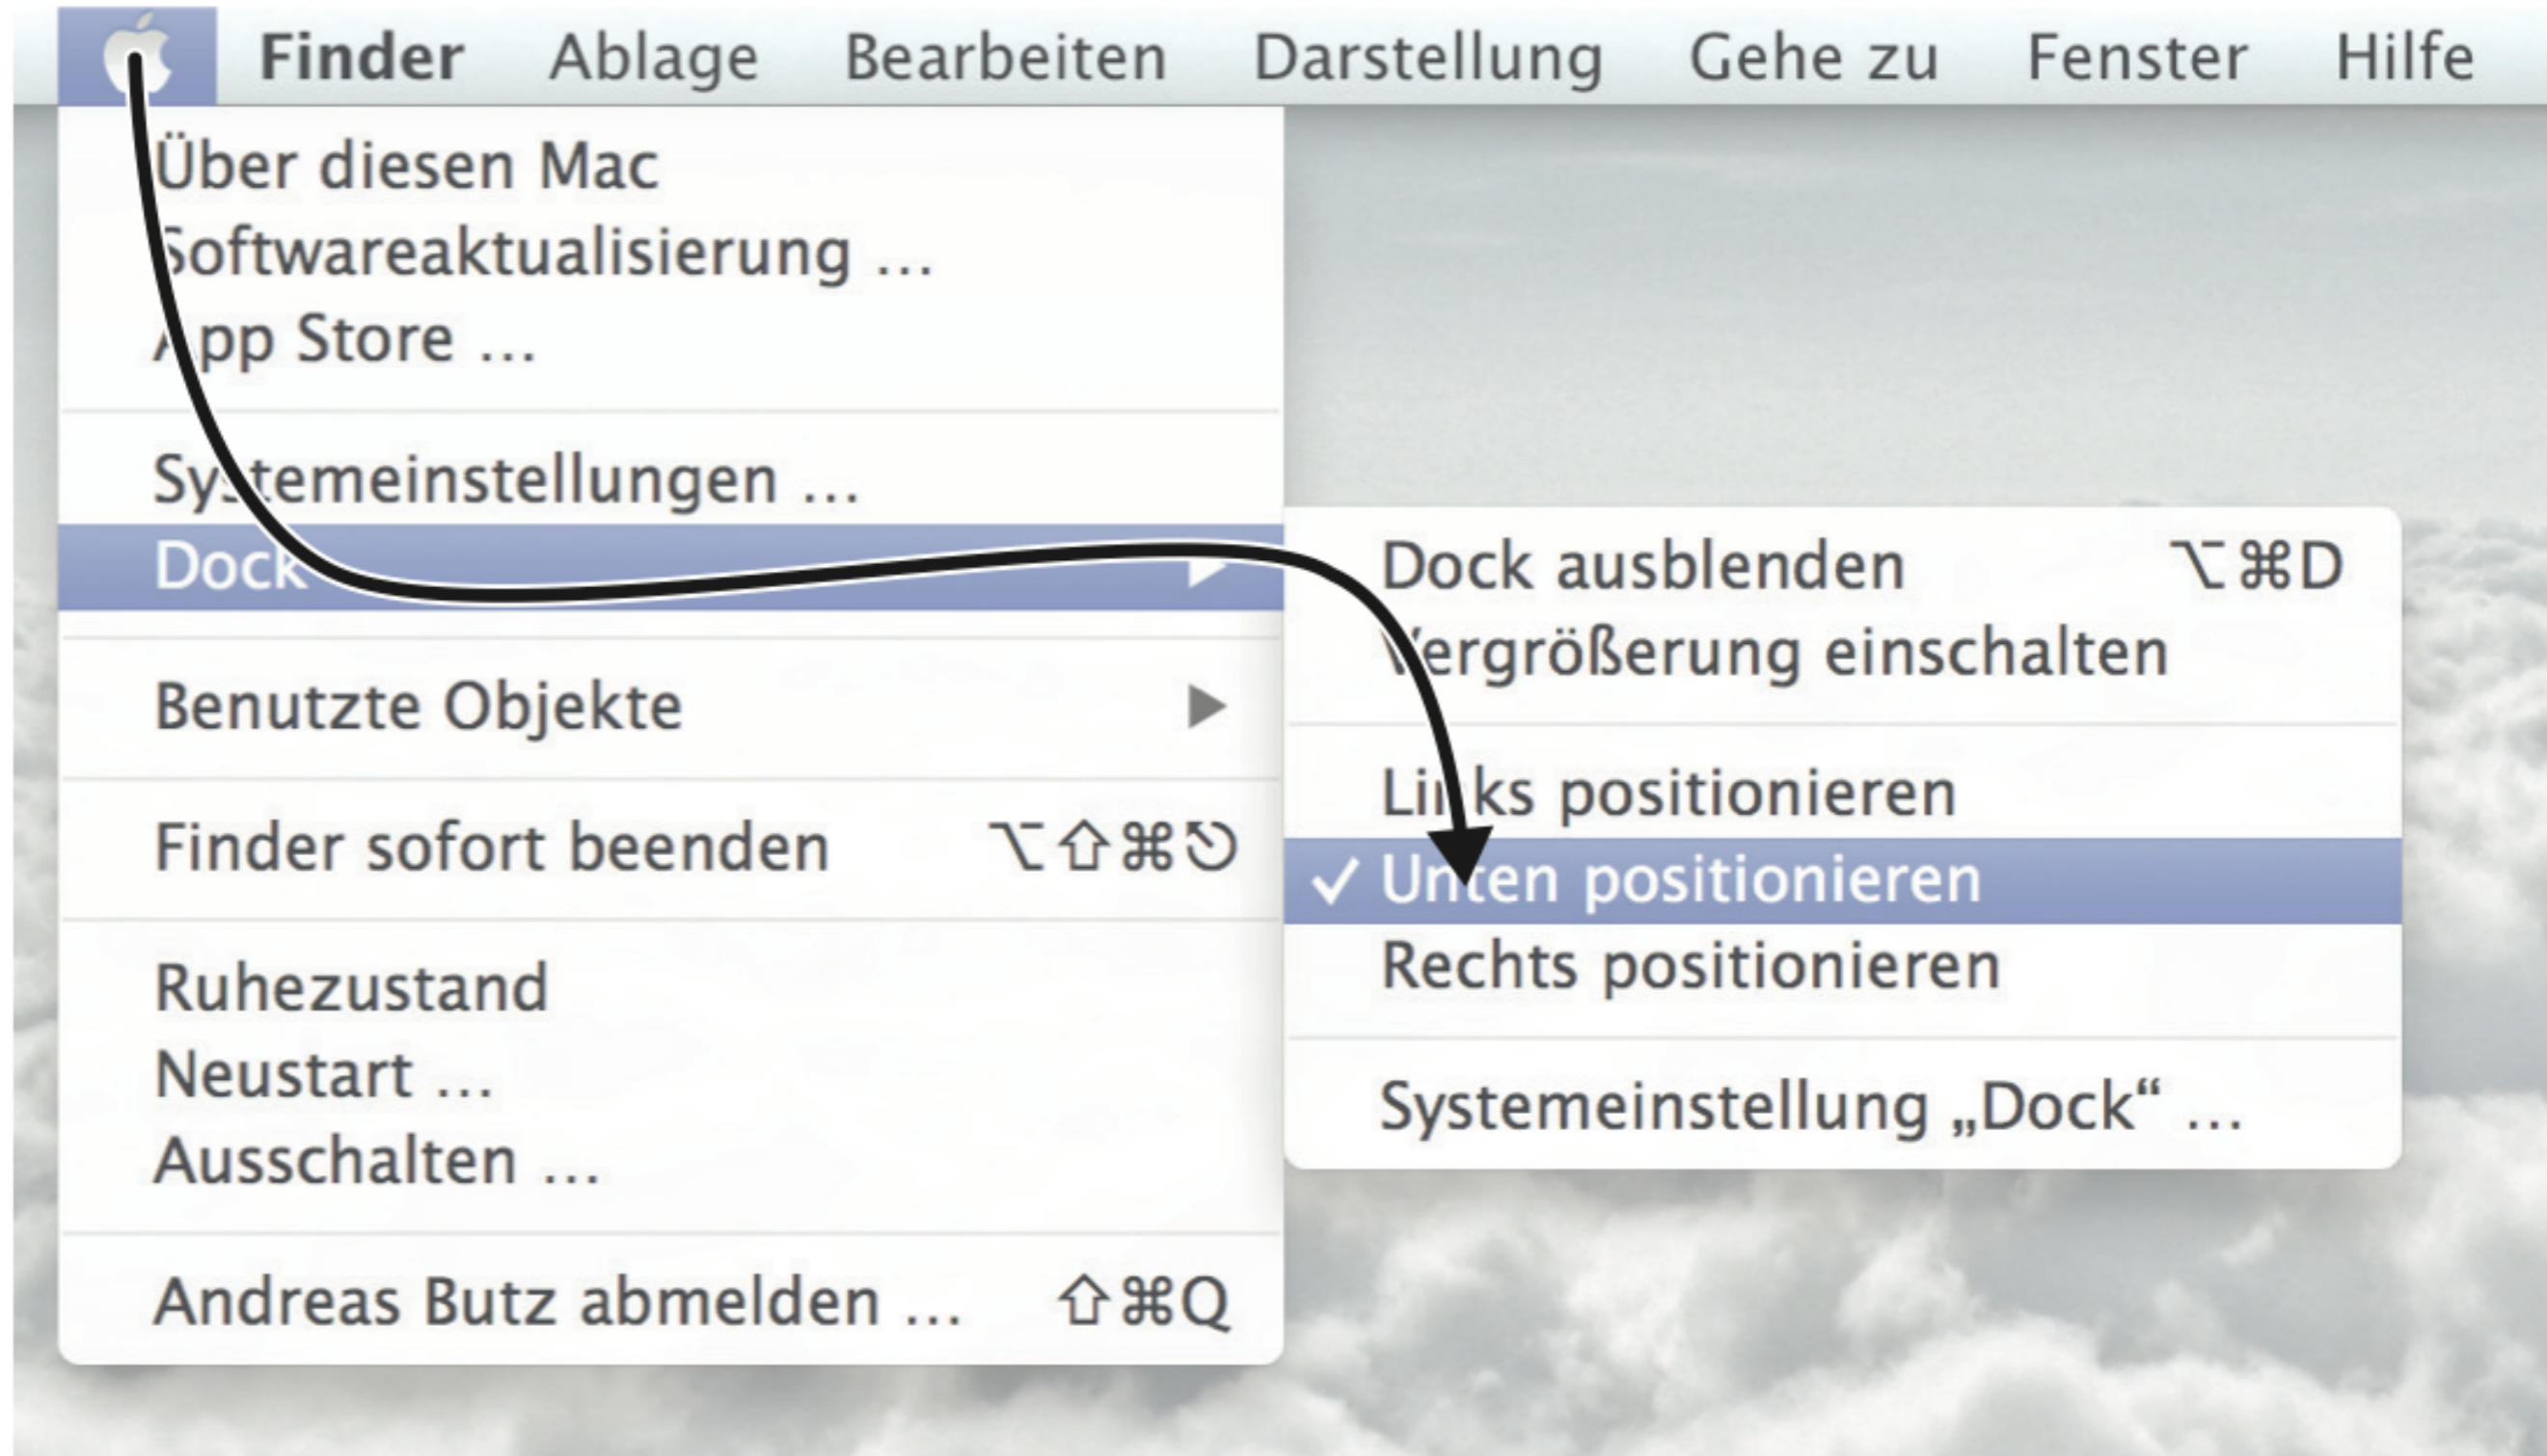 Finder Ablage Bearbeiten Darstellung Gehe zu Fenster Hilfe
Über diesen Mac
Softwareaktualisierung …
App Store …
Systemeinstellungen …
Dock
Benutzte Objekte
Finder sofort beenden ⌥⇧⌘⎋
Ruhezustand
Neustart …
Ausschalten …
Andreas Butz abmelden … ⇧⌘Q
Dock ausblenden ⌥⌘D
Vergrößerung einschalten
Links positionieren
✓ Unten positionieren
Rechts positionieren
Systemeinstellung „Dock“ …